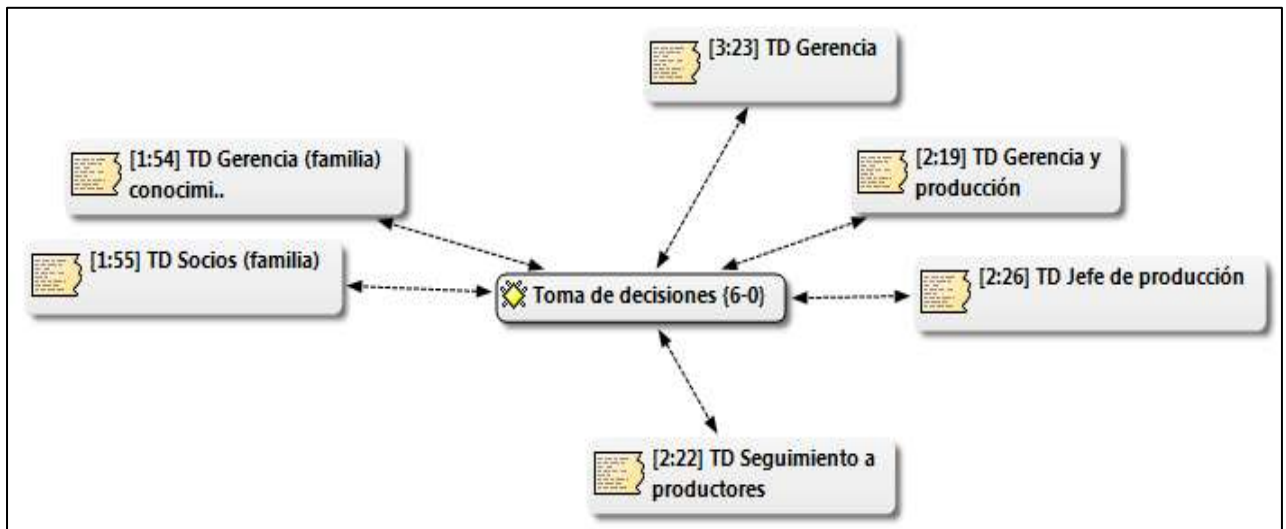 [3:23] TD Gerencia
[1:54] TD Gerencia (familia)
conocimi..
[2:19] TD Gerencia y
producción
[1:55] TD Socios (familia)
[2:26] TD Jefe de producción
Toma de decisiones {6-0}
[2:22] TD Seguimiento a
productores